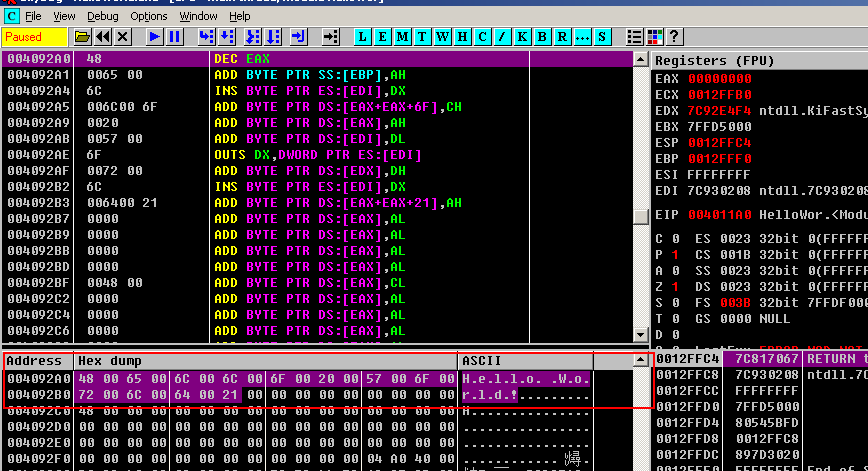 File View Debug Options Window Help
Paused L E M T W H C / K B R ... S ?
004092A0 48 DEC EAX
004092A1 0065 00 ADD BYTE PTR SS:[EBP],AH
004092A4 6C INS BYTE PTR ES:[EDI],DX
004092A5 006C00 6F ADD BYTE PTR DS:[EAX+EAX+6F],CH
004092A9 0020 ADD BYTE PTR DS:[EAX],AH
004092AB 0057 00 ADD BYTE PTR DS:[EDI],DL
004092AE 6F OUTS DX,DWORD PTR ES:[EDI]
004092AF 0072 00 ADD BYTE PTR DS:[EDX],DH
004092B2 6C INS BYTE PTR ES:[EDI],DX
004092B3 006400 21 ADD BYTE PTR DS:[EAX+EAX+21],AH
004092B7 0000 ADD BYTE PTR DS:[EAX],AL
004092B9 0000 ADD BYTE PTR DS:[EAX],AL
004092BB 0000 ADD BYTE PTR DS:[EAX],AL
004092BD 0000 ADD BYTE PTR DS:[EAX],AL
004092BF 0048 00 ADD BYTE PTR DS:[EAX],CL
004092C2 0000 ADD BYTE PTR DS:[EAX],AL
004092C4 0000 ADD BYTE PTR DS:[EAX],AL
004092C6 0000 ADD BYTE PTR DS:[EAX],AL
Registers (FPU)
EAX 00000000
ECX 0012FFB0
EDX 7C92E4F4 ntdll.KiFastSy
EBX 7FFD5000
ESP 0012FFC4
EBP 0012FFF0
ESI FFFFFFFF
EDI 7C930208 ntdll.7C930208
EIP 004011A0 HelloWor.<Modu
C 0 ES 0023 32bit 0(FFFFFF
P 1 CS 001B 32bit 0(FFFFFF
A 0 SS 0023 32bit 0(FFFFFF
Z 1 DS 0023 32bit 0(FFFFFF
S 0 FS 003B 32bit 7FFDF000
T 0 GS 0000 NULL
D 0
Address Hex dump ASCII
004092A0 48 00 65 00 6C 00 6C 00 6F 00 20 00 57 00 6F 00 H.e.l.l.o. .W.o.
004092B0 72 00 6C 00 64 00 21 00 00 00 00 00 00 00 00 00 r.l.d.!.........
004092C0 48 00 00 00 00 00 00 00 00 00 00 00 00 00 00 00 H...............
004092D0 00 00 00 00 00 00 00 00 00 00 00 00 00 00 00 00 ................
004092E0 00 00 00 00 00 00 00 00 00 00 00 00 00 00 00 00 ................
004092F0 00 00 00 00 00 00 00 00 00 00 00 00 04 A0 40 00
0012FFC4 7C817067 RETURN t
0012FFC8 7C930208 ntdll.7C
0012FFCC FFFFFFFF
0012FFD0 7FFD5000
0012FFD4 80545BFD
0012FFD8 0012FFC8
0012FFDC 897D3020